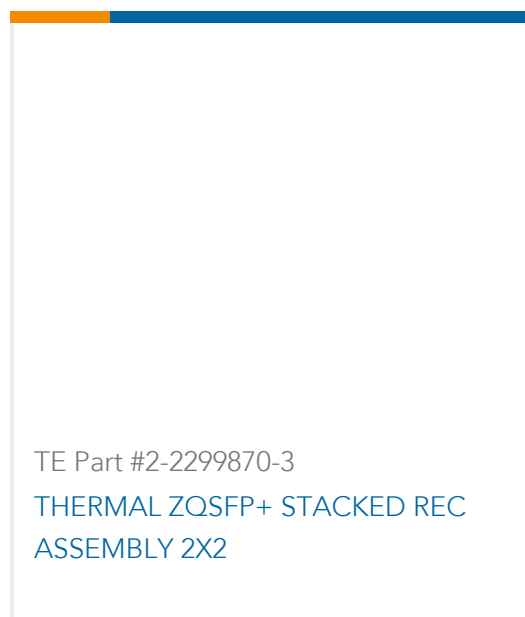 TE Part #2-2299870-3
THERMAL ZQSFP+ STACKED REC
ASSEMBLY 2X2